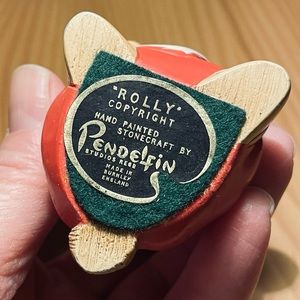 "ROLLY"
COPYRIGHT
HAND PAINTED
STONECRAFT BY
PENDELFIN
STUDIOS REGD
MADE IN
BURNLEY
ENGLAND